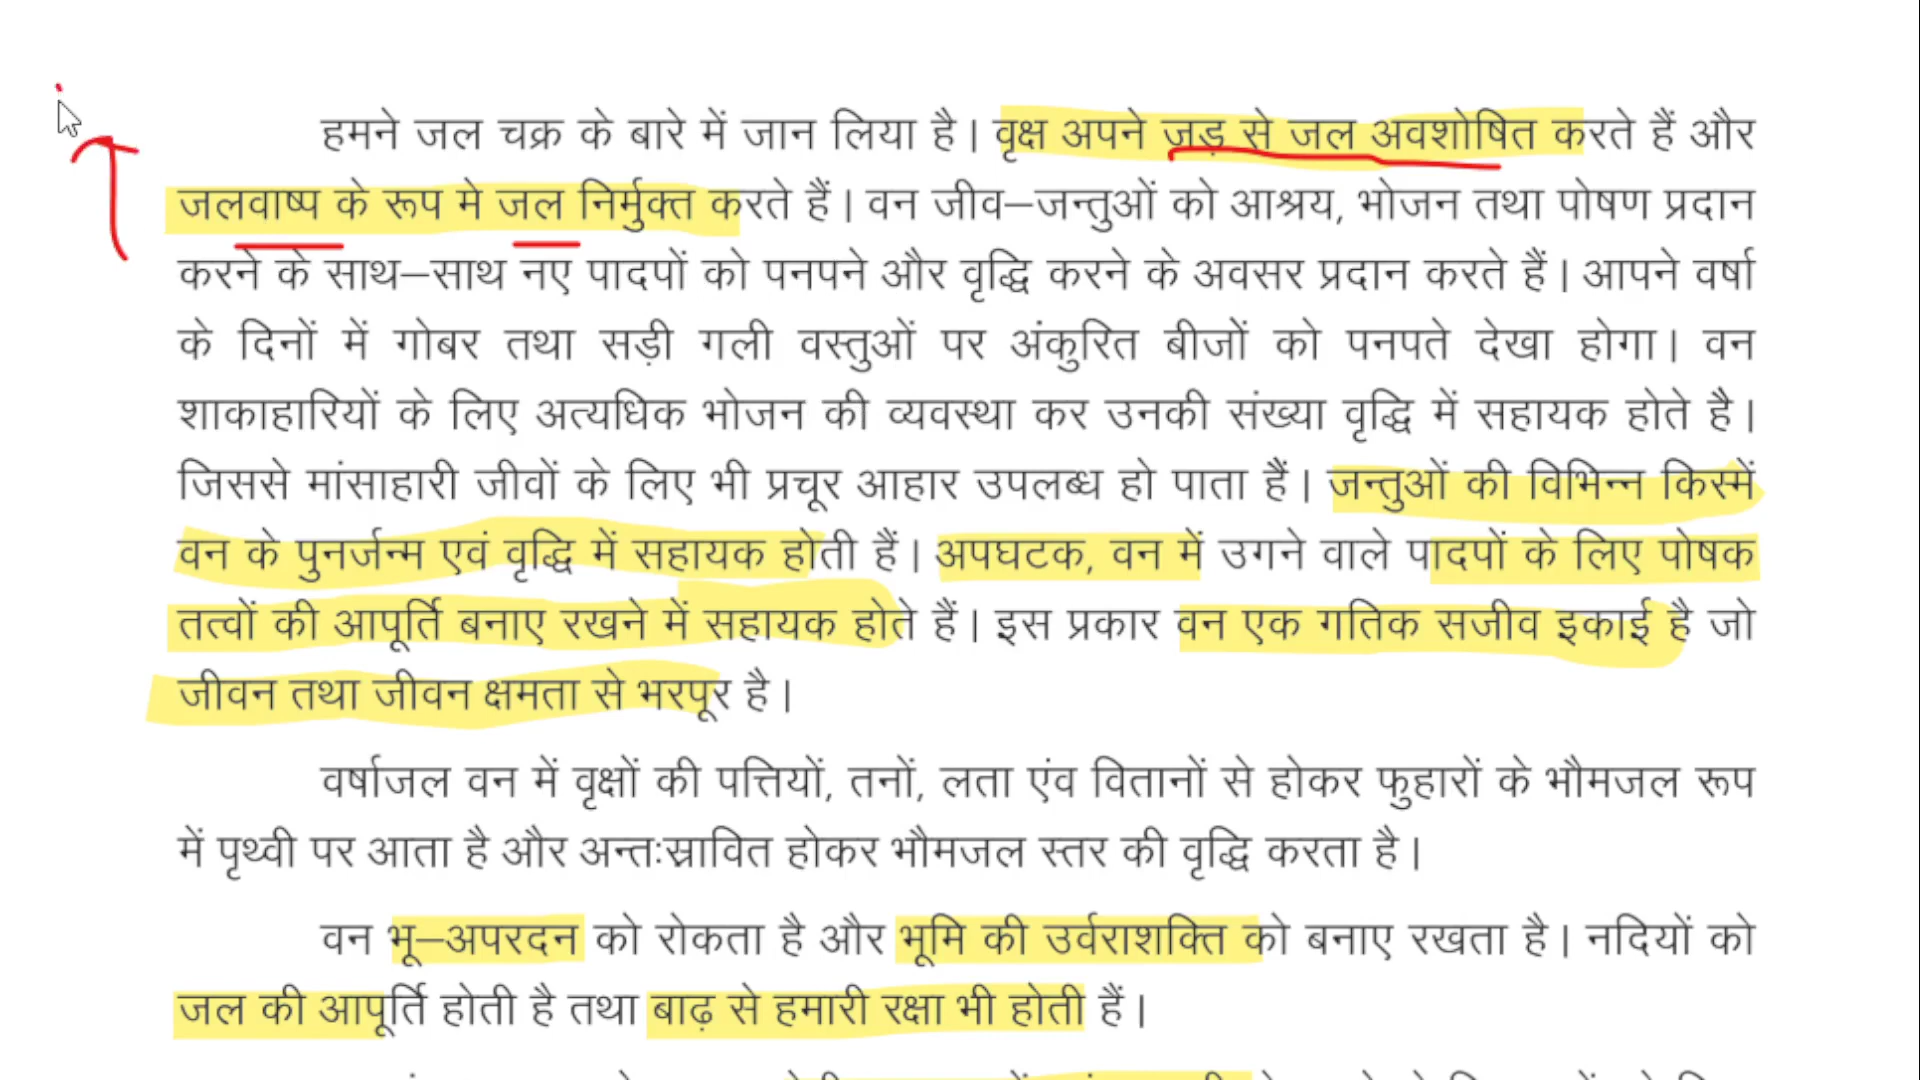 हमने जल चक्र के बारे में जान लिया है। वृक्ष अपने जड़ से जल अवशोषित करते हैं और
जलवाष्प के रूप मे जल निर्मुक्त करते हैं। वन जीव–जन्तुओं को आश्रय, भोजन तथा पोषण प्रदान
करने के साथ–साथ नए पादपों को पनपने और वृद्धि करने के अवसर प्रदान करते हैं। आपने वर्षा
के दिनों में गोबर तथा सड़ी गली वस्तुओं पर अंकुरित बीजों को पनपते देखा होगा। वन
शाकाहारियों के लिए अत्यधिक भोजन की व्यवस्था कर उनकी संख्या वृद्धि में सहायक होते है।
जिससे मांसाहारी जीवों के लिए भी प्रचूर आहार उपलब्ध हो पाता हैं। जन्तुओं की विभिन्न किस्में
वन के पुनर्जन्म एवं वृद्धि में सहायक होती हैं। अपघटक, वन में उगने वाले पादपों के लिए पोषक
तत्वों की आपूर्ति बनाए रखने में सहायक होते हैं। इस प्रकार वन एक गतिक सजीव इकाई है जो
जीवन तथा जीवन क्षमता से भरपूर है।
वर्षाजल वन में वृक्षों की पत्तियों, तनों, लता एंव वितानों से होकर फुहारों के भौमजल रूप
में पृथ्वी पर आता है और अन्तःस्रावित होकर भौमजल स्तर की वृद्धि करता है।
वन भू–अपरदन को रोकता है और भूमि की उर्वराशक्ति को बनाए रखता है। नदियों को
जल की आपूर्ति होती है तथा बाढ़ से हमारी रक्षा भी होती हैं।